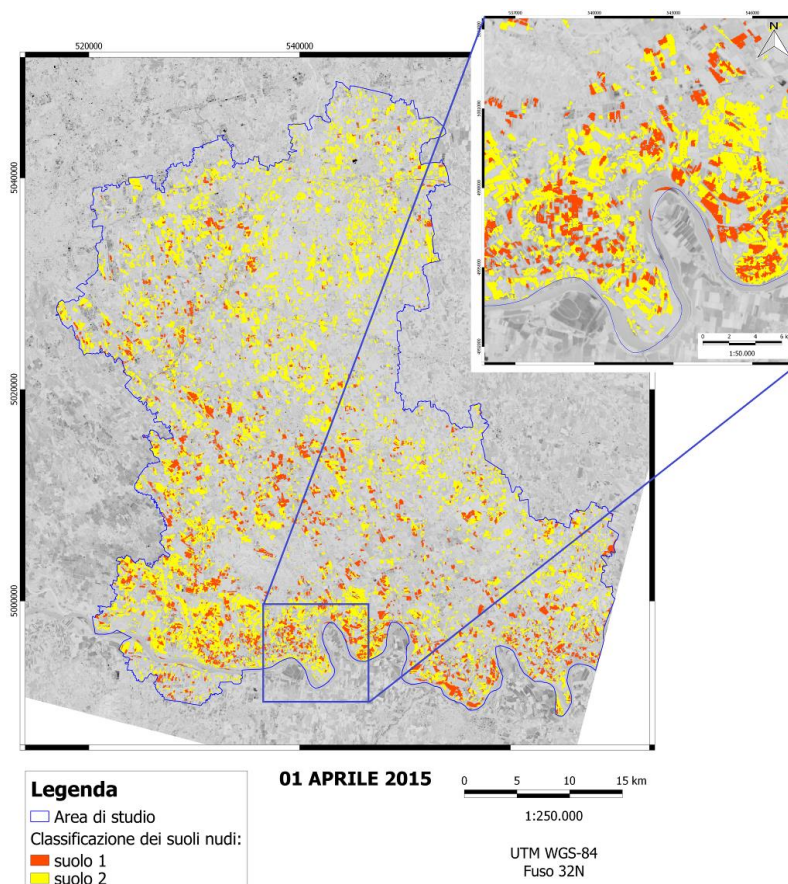 520000
540000
5040000
5020000
5000000
540000
N
0 2 4 6
1:50.000
01 APRILE 2015
0 5 10 15 km
1:250.000
UTM WGS-84
Fuso 32N
Legenda
Area di studio
Classificazione dei suoli nudi:
suolo 1
suolo 2